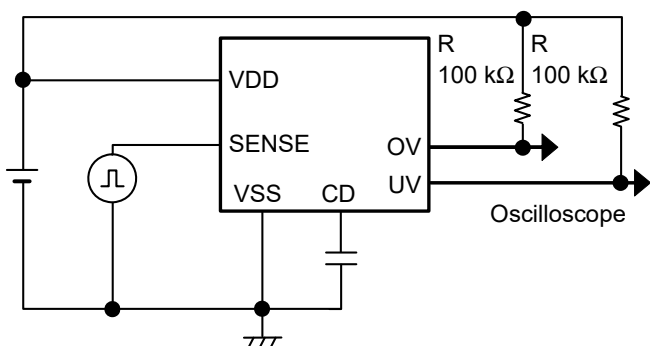 R
100 kΩ
R
100 kΩ
VDD
SENSE
OV
UV
VSS
CD
Oscilloscope